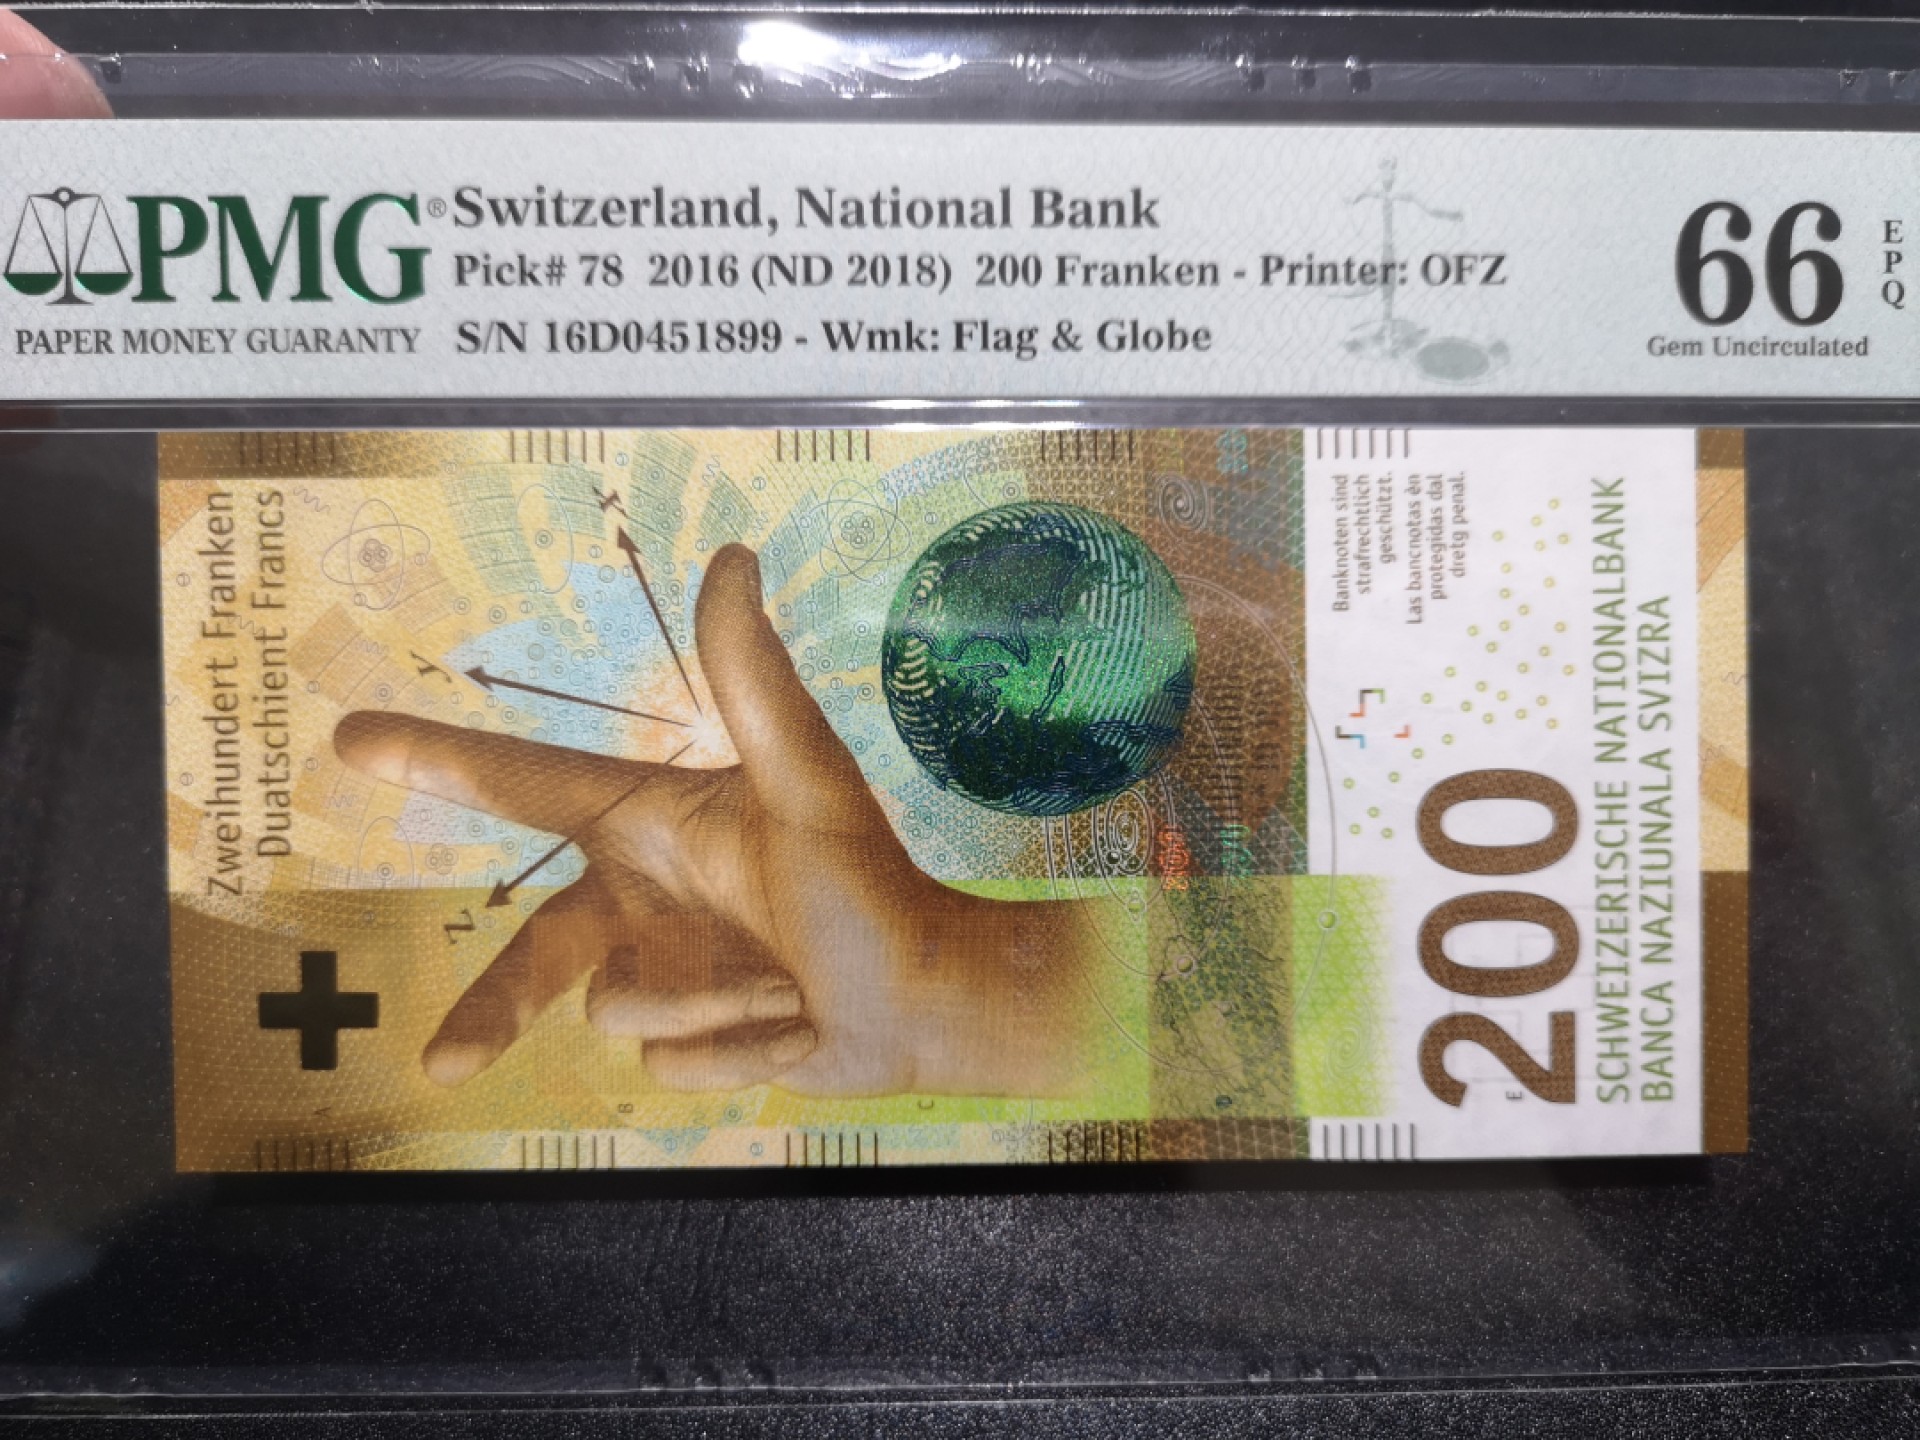 PMG®
PAPER MONEY GUARANTY
Switzerland, National Bank
Pick# 78 2016 (ND 2018) 200 Franken - Printer: OFZ
S/N 16D0451899 - Wmk: Flag & Globe
66
EPQ
Gem Uncirculated
Zweihundert Franken
Duatschient Francs
x
y
z
Banknoten sind
strafrechtlich
geschützt.
Las bancnotas èn
protegidas dal
dretg penal.
200
SCHWEIZERISCHE NATIONALBANK
BANCA NAZIUNALA SVIZRA
A
B
C
D
E